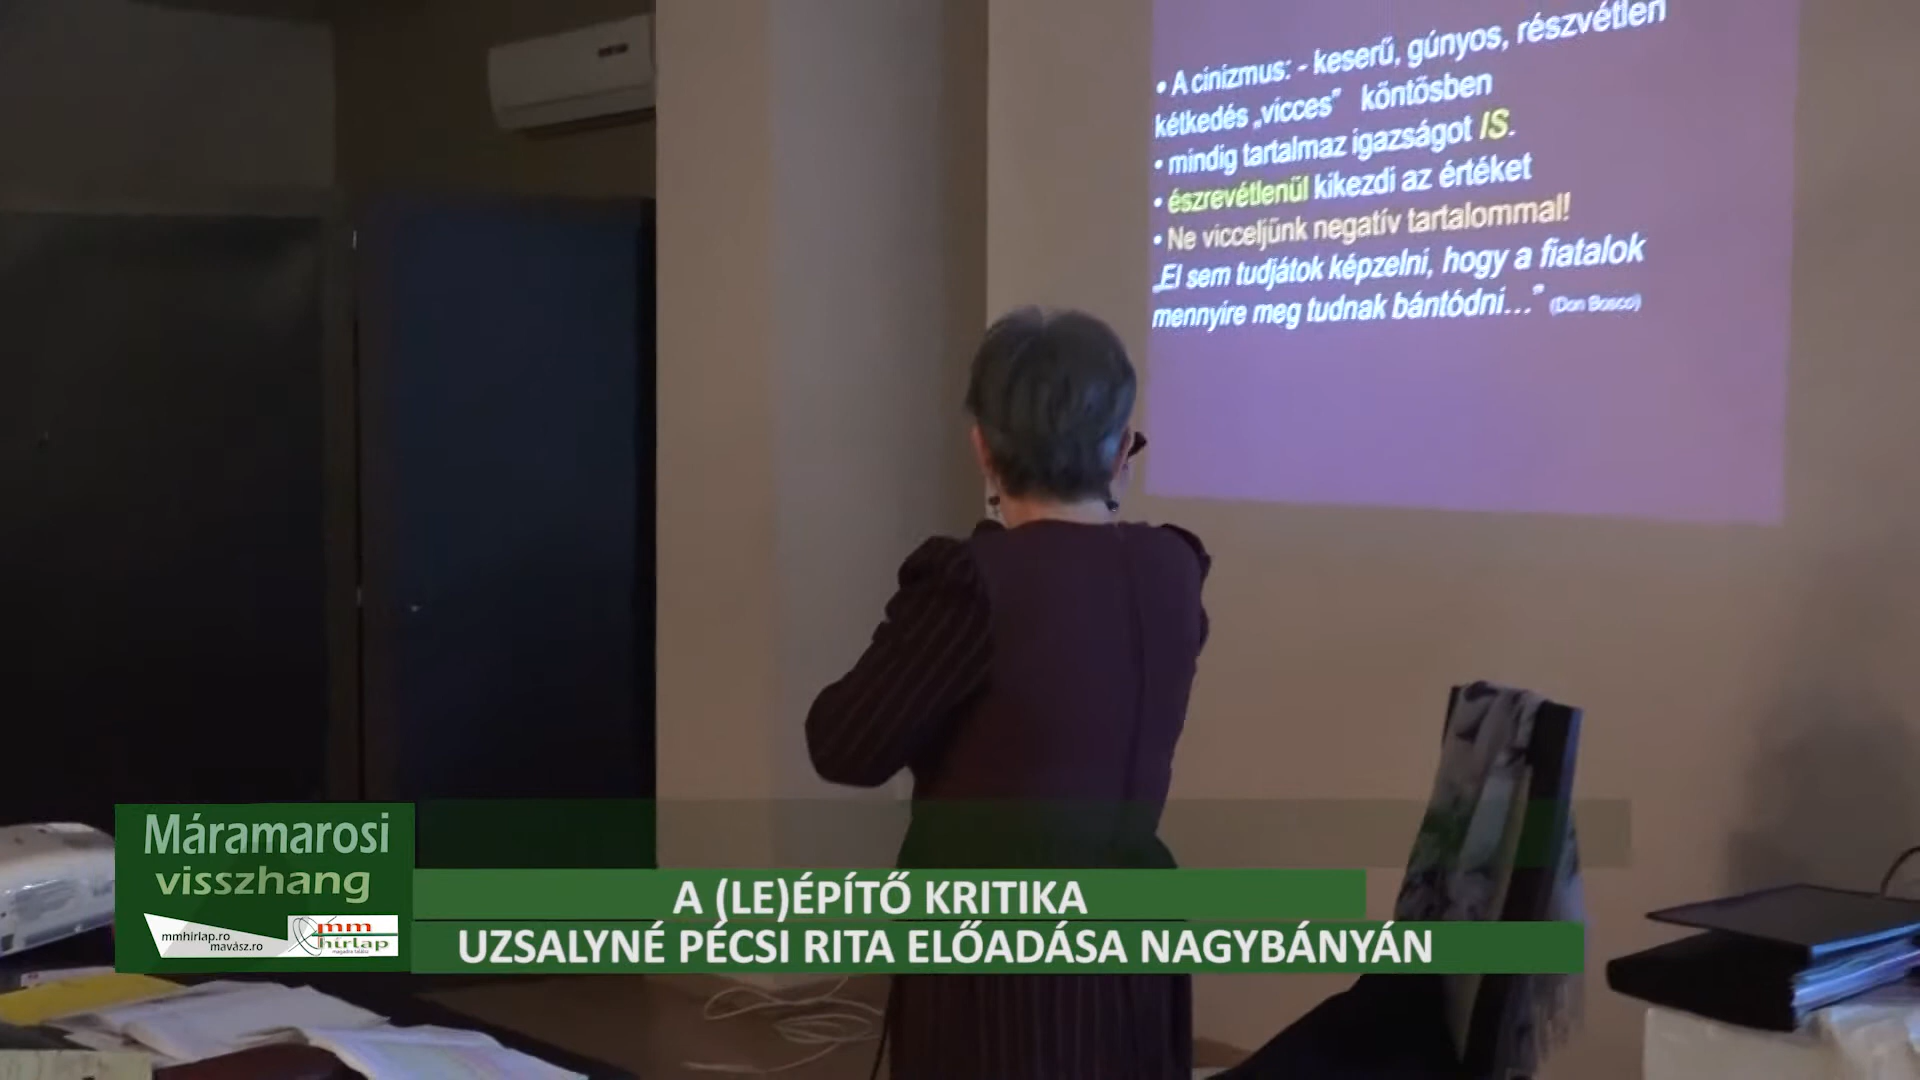 • A cinizmus: - keserű, gúnyos, részvétlen
kétkedés „vicces” köntösben
• mindig tartalmaz igazságot IS.
• észrevétlenül kikezdi az értéket
• Ne vicceljünk negatív tartalommal!
„El sem tudjátok képzelni, hogy a fiatalok
mennyire meg tudnak bántódni…” (Don Bosco)
Máramarosi
visszhang
mmhirlap.ro
mavász.ro
mm
hírlap
A (LE)ÉPÍTŐ KRITIKA
UZSALYNÉ PÉCSI RITA ELŐADÁSA NAGYBÁNYÁN